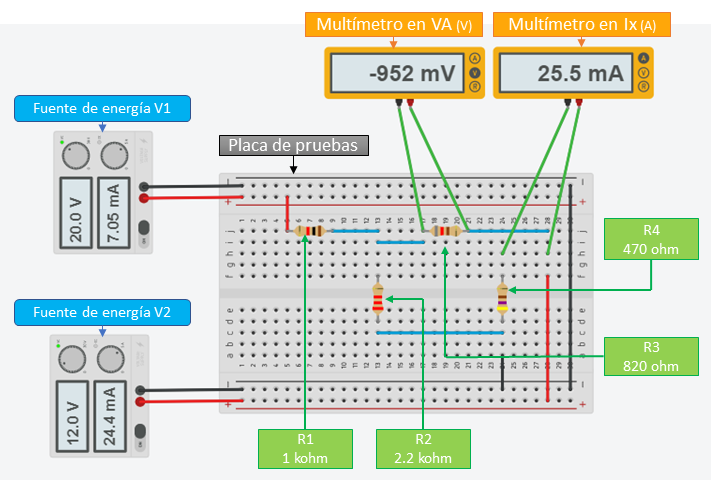 Multímetro en VA (V)
Multímetro en Ix (A)
-952 mV
A
V
R
25.5 mA
A
V
R
Fuente de energía V1
Placa de pruebas
20.0 V
7.05 mA
R4
470 ohm
Fuente de energía V2
12.0 V
24.4 mA
R3
820 ohm
R1
1 kohm
R2
2.2 kohm